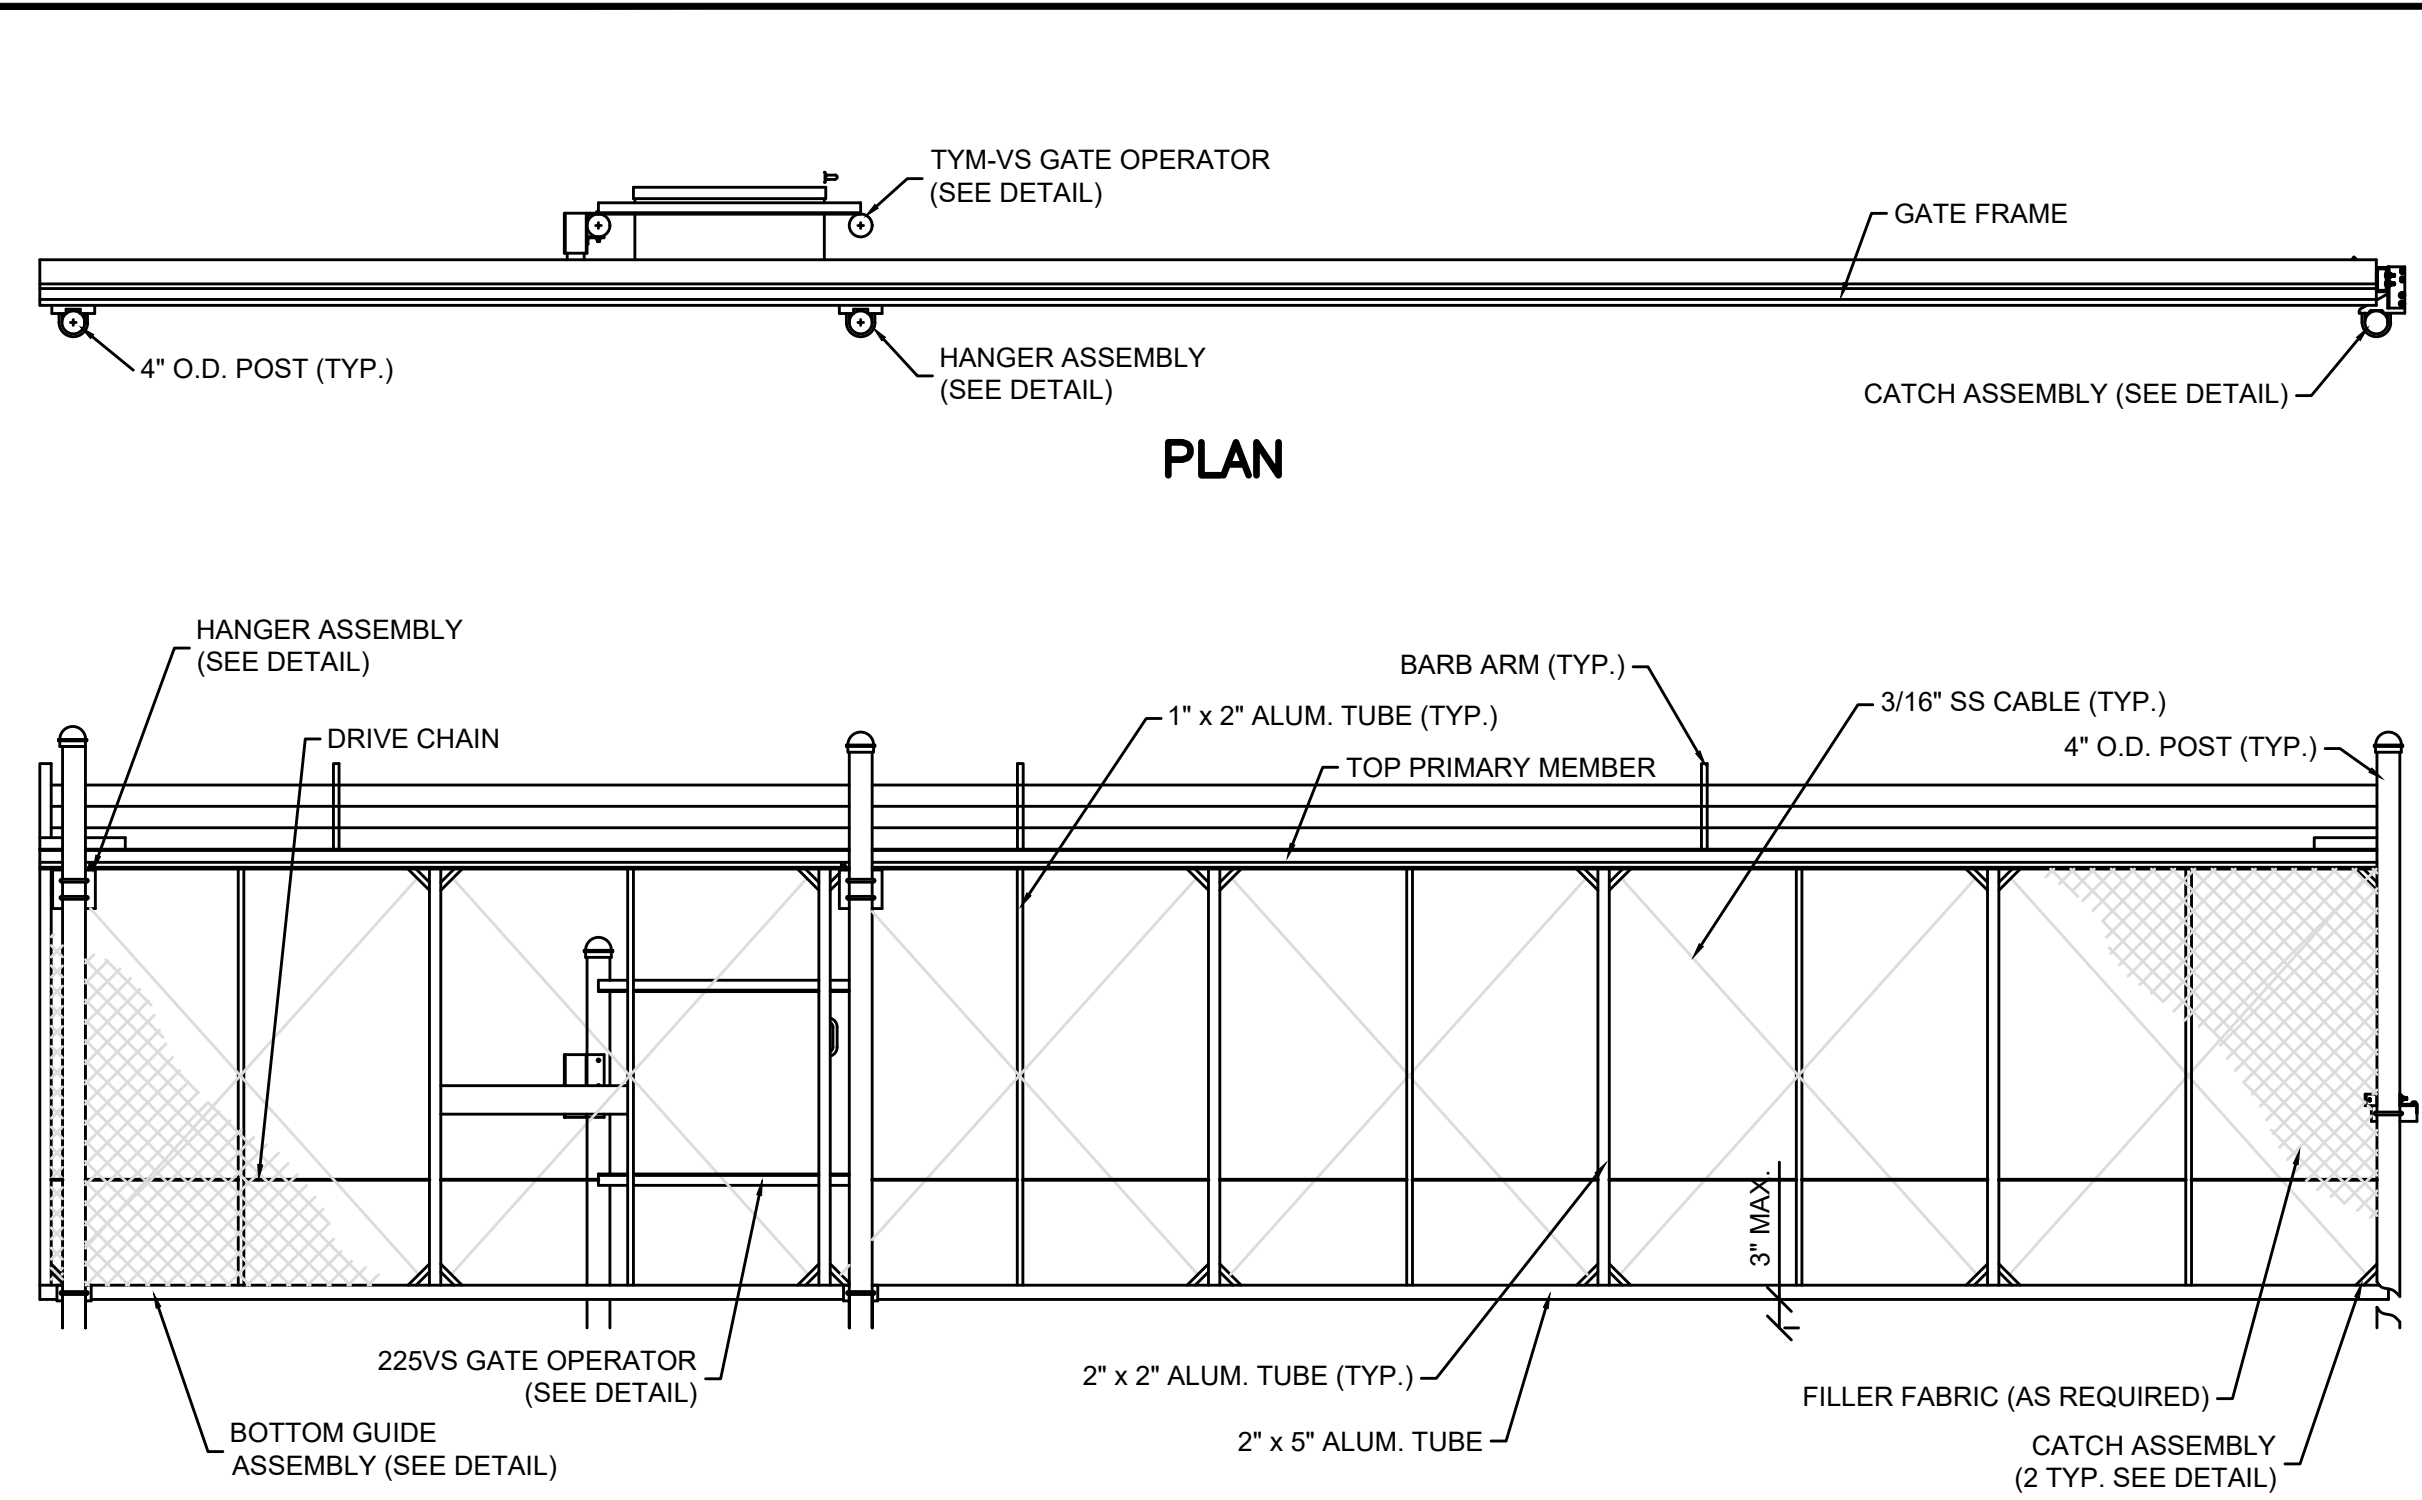 TYM-VS GATE OPERATOR
(SEE DETAIL)
GATE FRAME
4" O.D. POST (TYP.)
HANGER ASSEMBLY
(SEE DETAIL)
CATCH ASSEMBLY (SEE DETAIL)
PLAN
HANGER ASSEMBLY
(SEE DETAIL)
BARB ARM (TYP.)
3/16" SS CABLE (TYP.)
1" x 2" ALUM. TUBE (TYP.)
DRIVE CHAIN
4" O.D. POST (TYP.)
TOP PRIMARY MEMBER
3" MAX.
225VS GATE OPERATOR
(SEE DETAIL)
2" x 2" ALUM. TUBE (TYP.)
FILLER FABRIC (AS REQUIRED)
BOTTOM GUIDE
ASSEMBLY (SEE DETAIL)
2" x 5" ALUM. TUBE
CATCH ASSEMBLY
(2 TYP. SEE DETAIL)